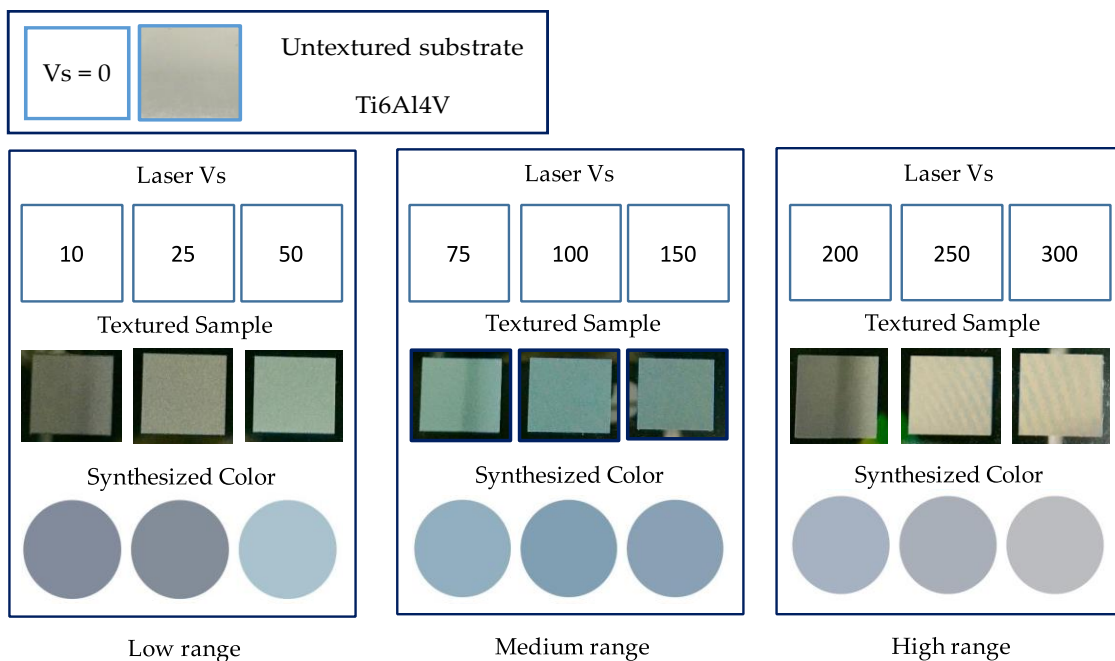 Vs = 0
Untextured substrate
Ti6Al4V
Laser Vs
10 25 50
Textured Sample
Synthesized Color
Low range
Laser Vs
75 100 150
Textured Sample
Synthesized Color
Medium range
Laser Vs
200 250 300
Textured Sample
Synthesized Color
High range